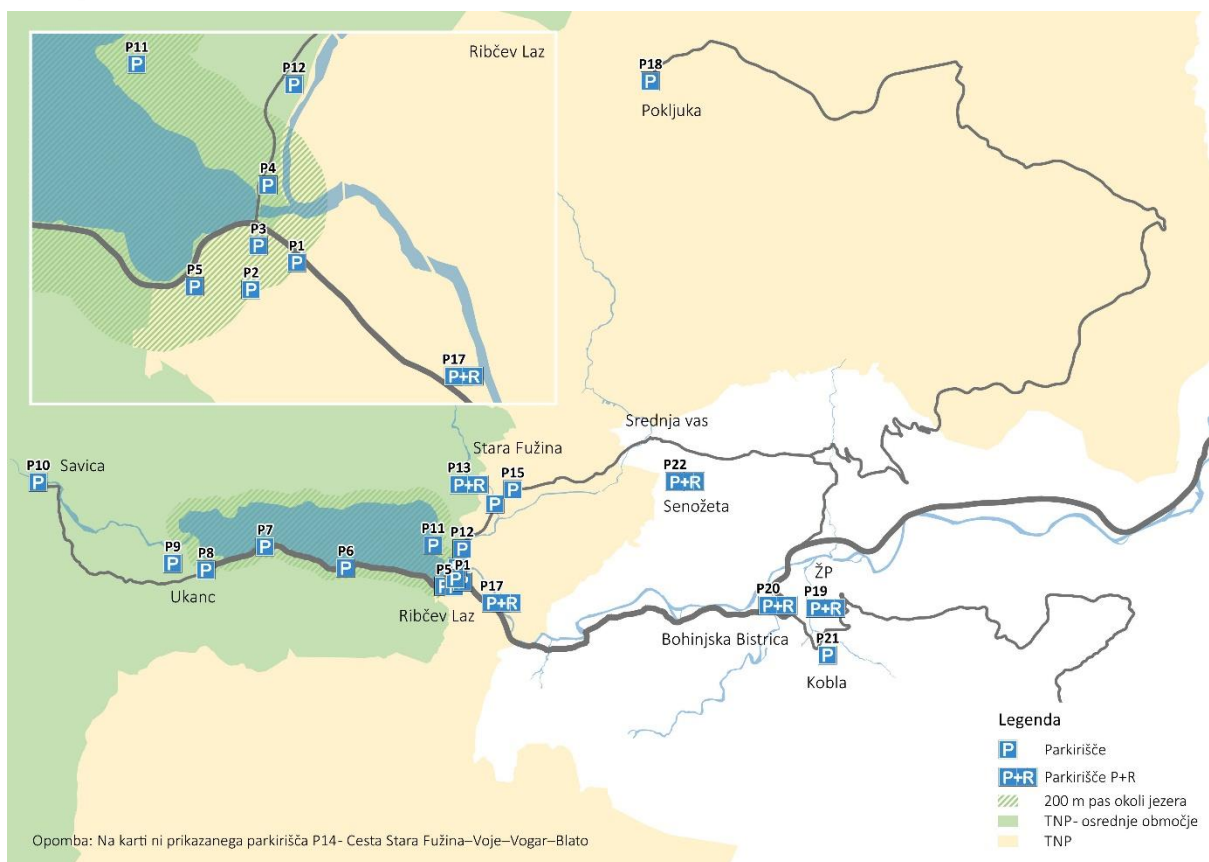 Ribčev Laz
P11
P
P12
P
P4
P
P3
P
P1
P
P5
P
P2
P
P17
P+R
P18
P
Pokljuka
Srednja vas
Stara Fužina
P10
P
Savica
P13
P+R
P15
P
P
P22
P+R
Senožeta
P11
P
P12
P
P9
P
P8
P
P7
P
P6
P
Ukanc
P5
P1
P
P17
P+R
Ribčev Laz
ŽP
P20
P+R
P19
P+R
Bohinjska Bistrica
P21
P
Kobla
Legenda
P Parkirišče
P+R Parkirišče P+R
200 m pas okoli jezera
TNP- osrednje območje
TNP
Opomba: Na karti ni prikazanega parkirišča P14- Cesta Stara Fužina–Voje–Vogar–Blato